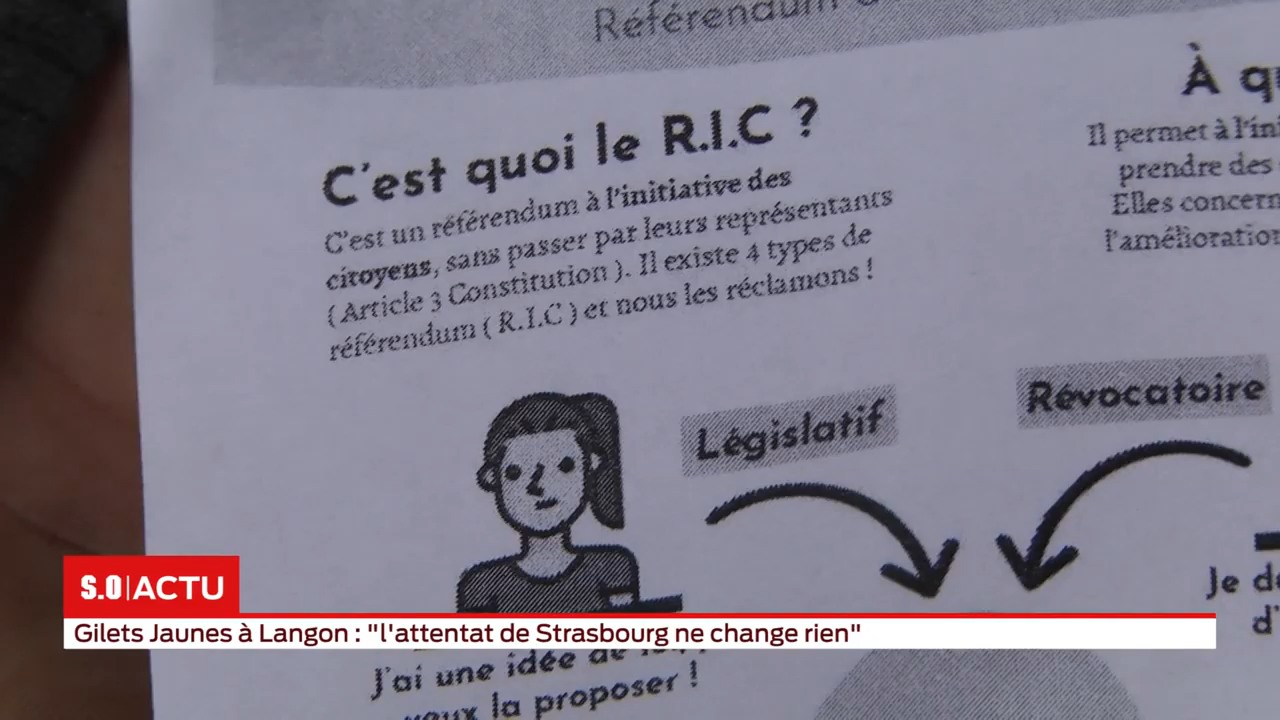 Référendum
C'est quoi le R.I.C ?
C'est un référendum à l'initiative des
citoyens, sans passer par leurs représentants
( Article 3 Constitution ). Il existe 4 types de
référendum ( R.I.C ) et nous les réclamons !
À
Il permet à l'ini
prendre des
Elles concern
l'amélioration
Législatif
Révocatoire
Je
d'
J'ai une idée de
veux la proposer !
S.O|ACTU
Gilets Jaunes à Langon : "l'attentat de Strasbourg ne change rien"